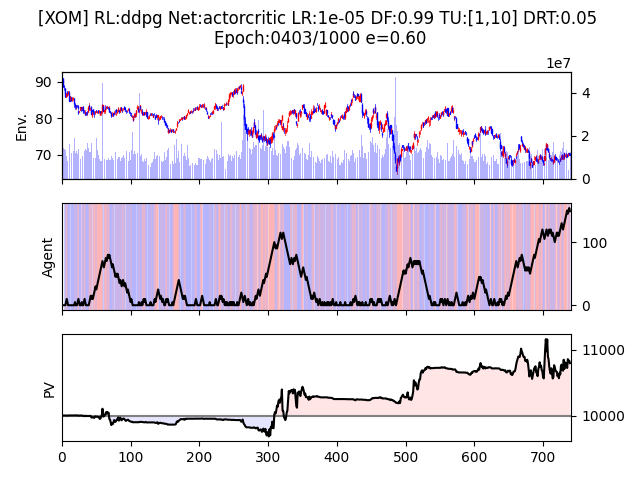 [XOM] RL:ddpg Net:actorcritic LR:1e-05 DF:0.99 TU:[1,10] DRT:0.05
Epoch:0403/1000 e=0.60
1e7
90
80
70
Env.
4
2
0
Agent
100
0
PV
11000
10000
0 100 200 300 400 500 600 700